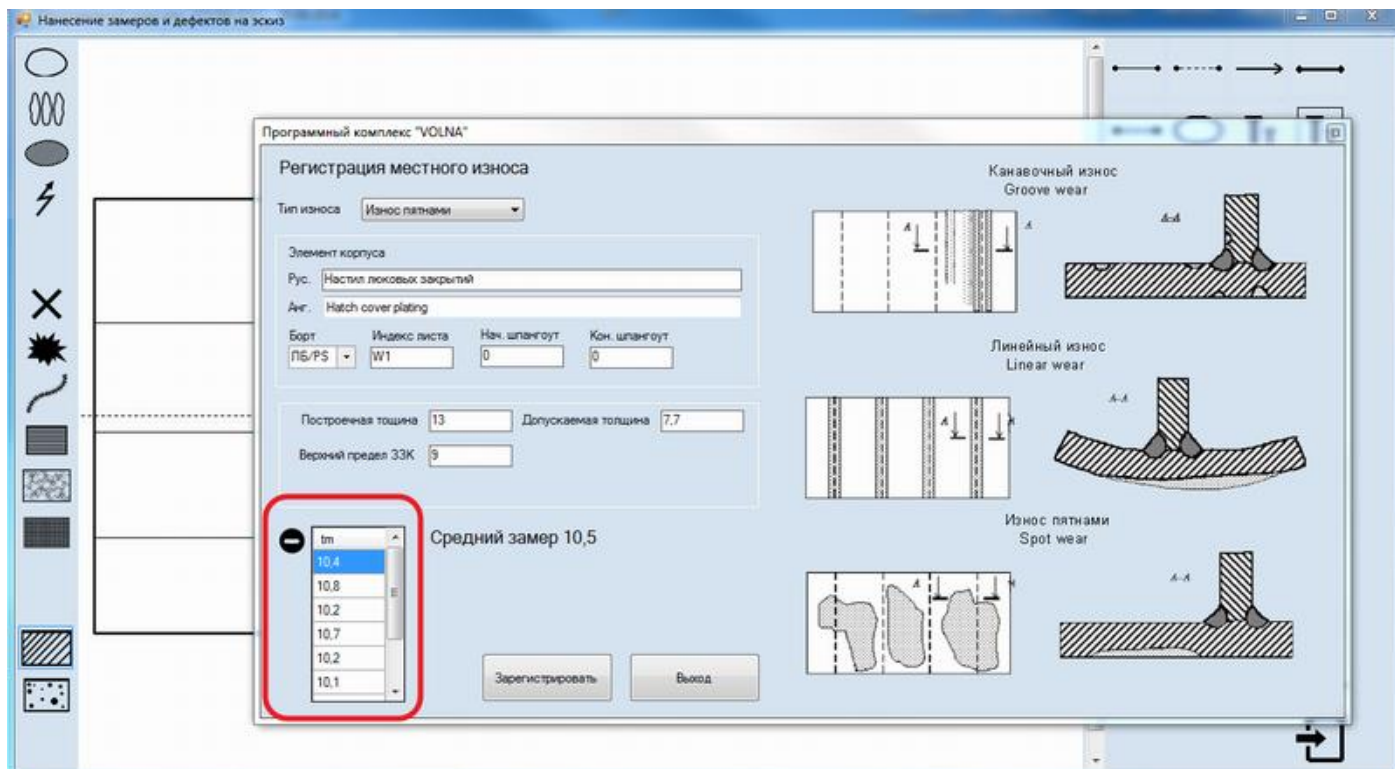 Нанесение замеров и дефектов на эскиз
Программный комплекс "VOLNA"
Регистрация местного износа
Тип износа Износ пятнами
Элемент корпуса
Рус. Настил люковых закрытий
Анг. Hatch cover plating
Борт Индекс листа Нач. шпангоут Кон. шпангоут
ПБ/PS W1 0 0
Построечная тощина 13 Допускаемая толщина 7,7
Верхний предел ЗЗК 9
tm
10,4
10,8
10,2
10,7
10,2
10,1
Средний замер 10,5
Зарегистрировать Выход
Канавочный износ
Groove wear
A A
A-A
Линейный износ
Linear wear
A
A-A
Износ пятнами
Spot wear
A
A-A